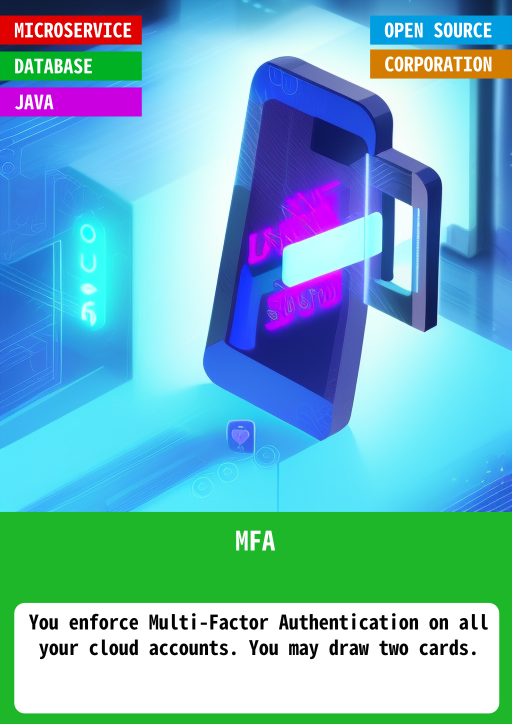 MICROSERVICE
DATABASE
JAVA
OPEN SOURCE
CORPORATION
MFA
You enforce Multi-Factor Authentication on all
your cloud accounts. You may draw two cards.